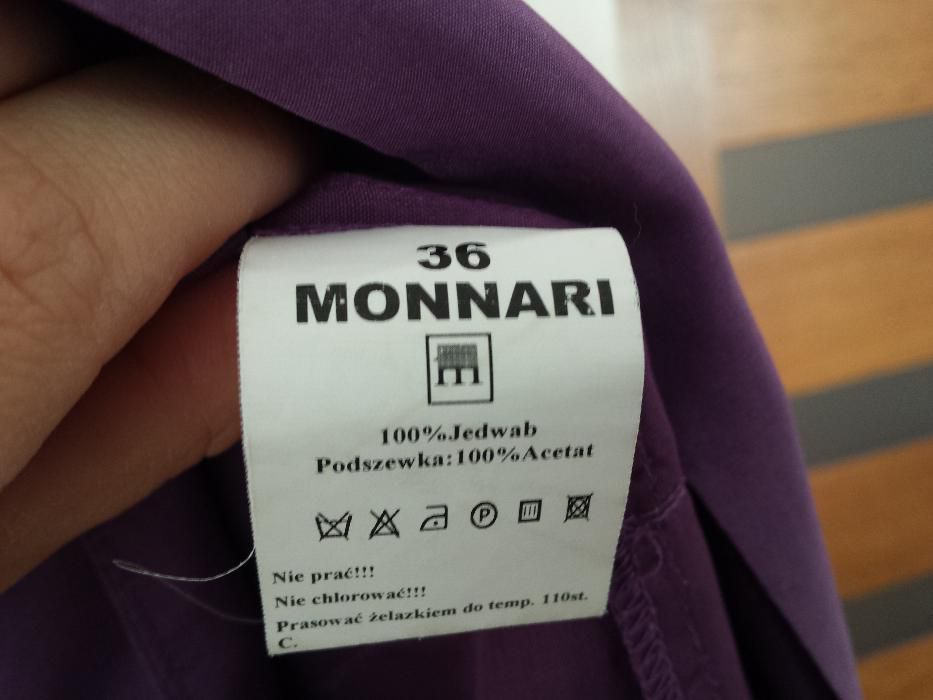 36
MONNARI
100%Jedwab
Podszewka:100%Acetat
P
Nie prać!!!
Nie chlorować!!!
Prasować żelazkiem do temp. 110st.
C.